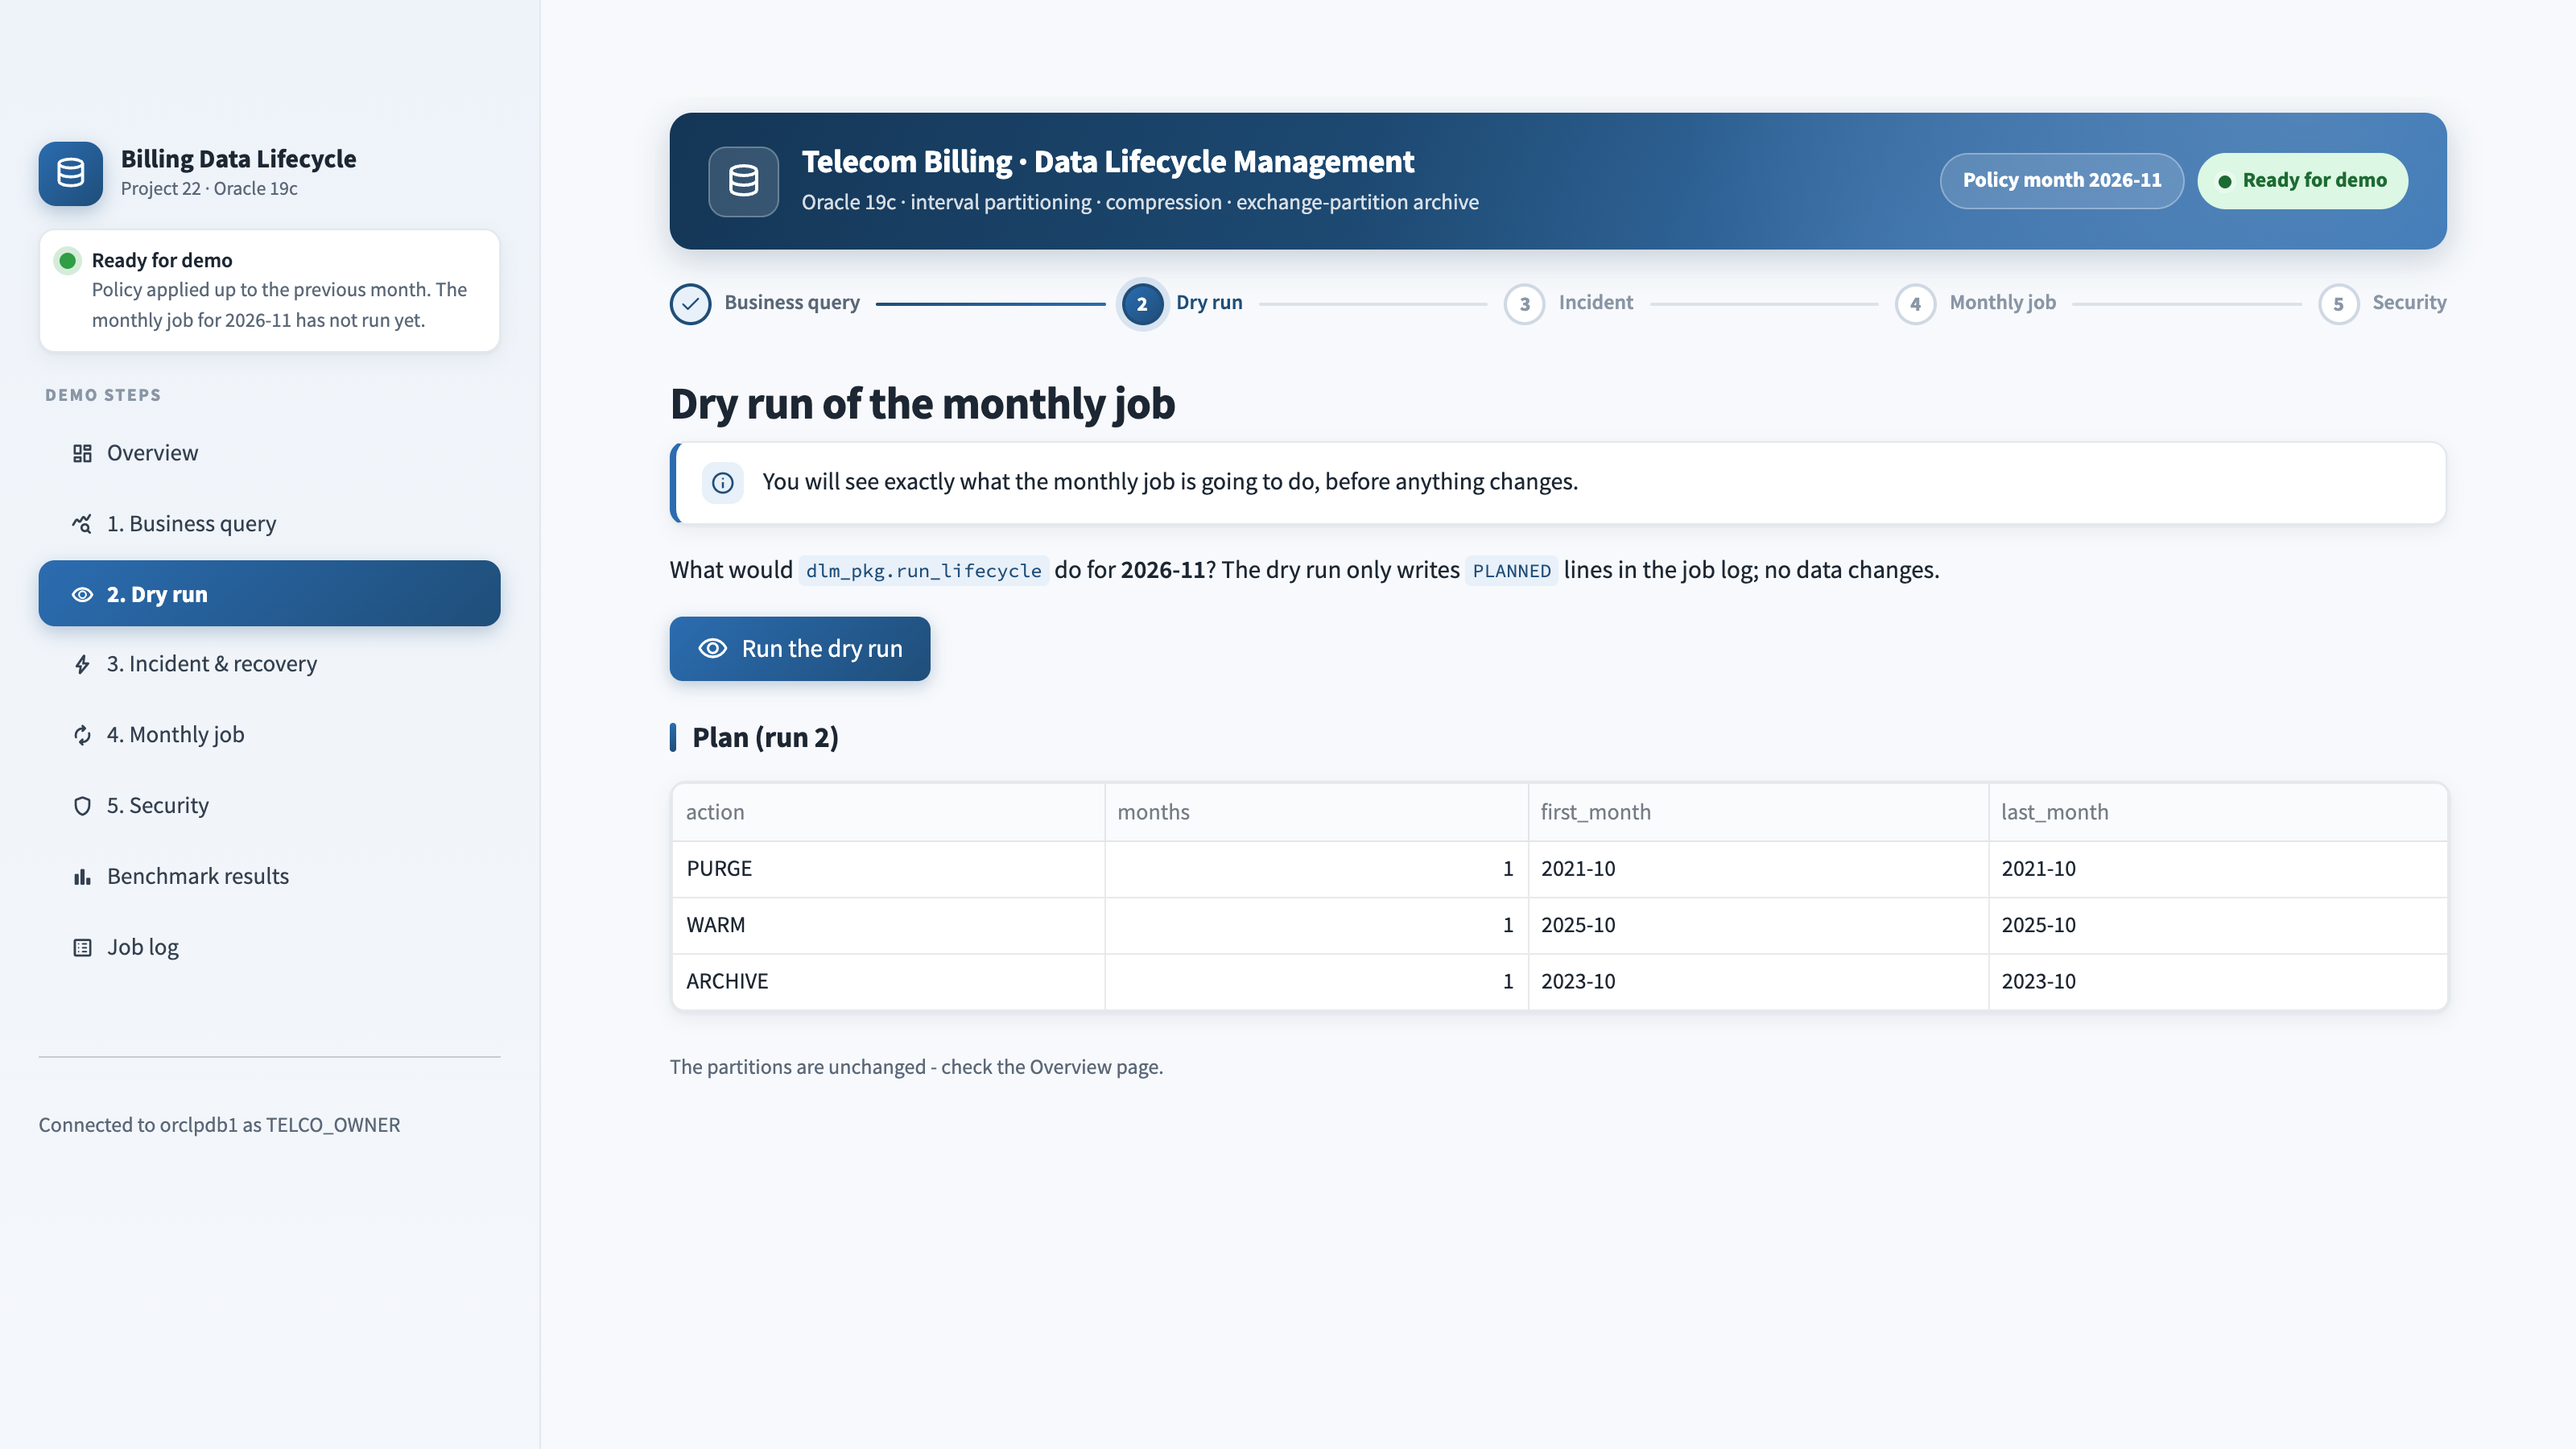 Billing Data Lifecycle
Project 22 · Oracle 19c
Ready for demo
Policy applied up to the previous month. The
monthly job for 2026-11 has not run yet.
DEMO STEPS
Overview
1. Business query
2. Dry run
3. Incident & recovery
4. Monthly job
5. Security
Benchmark results
Job log
Connected to orclpdb1 as TELCO_OWNER
Telecom Billing · Data Lifecycle Management
Oracle 19c · interval partitioning · compression · exchange-partition archive
Policy month 2026-11
Ready for demo
Business query
2 Dry run
3 Incident
4 Monthly job
5 Security
Dry run of the monthly job
You will see exactly what the monthly job is going to do, before anything changes.
What would dlm_pkg.run_lifecycle do for 2026-11? The dry run only writes PLANNED lines in the job log; no data changes.
Run the dry run
Plan (run 2)
action months first_month last_month
PURGE 1 2021-10 2021-10
WARM 1 2025-10 2025-10
ARCHIVE 1 2023-10 2023-10
The partitions are unchanged - check the Overview page.